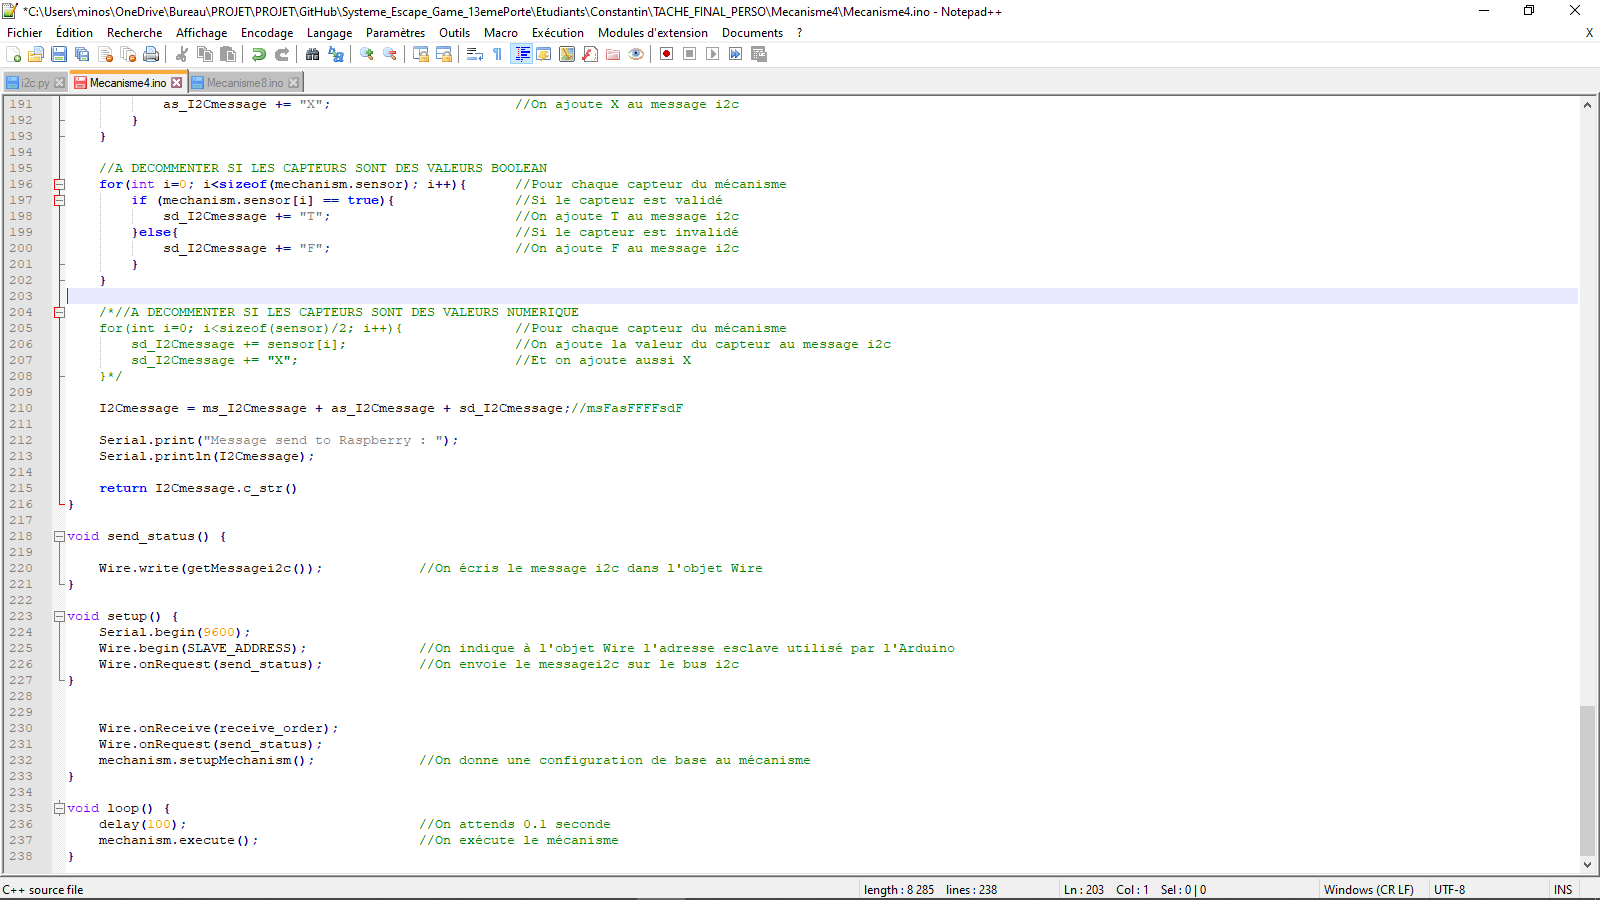 *C:\Users\minos\OneDrive\Bureau\PROJET\PROJET\GitHub\Systeme_Escape_Game_13emePorte\Etudiants\Constantin\TACHE_FINAL_PERSO\Mecanisme4\Mecanisme4.ino - Notepad++
Fichier Édition Recherche Affichage Encodage Langage Paramètres Outils Macro Exécution Modules d'extension Documents ? X
i2c.py Mecanisme4.ino Mecanisme8.ino
191 as_I2Cmessage += "X"; //On ajoute X au message i2c
192 }
193 }
194
195 //A DECOMMENTER SI LES CAPTEURS SONT DES VALEURS BOOLEAN
196 for(int i=0; i<sizeof(mechanism.sensor); i++){ //Pour chaque capteur du mécanisme
197 if (mechanism.sensor[i] == true){ //Si le capteur est validé
198 sd_I2Cmessage += "T"; //On ajoute T au message i2c
199 }else{ //Si le capteur est invalidé
200 sd_I2Cmessage += "F"; //On ajoute F au message i2c
201 }
202 }
203
204 /*//A DECOMMENTER SI LES CAPTEURS SONT DES VALEURS NUMERIQUE
205 for(int i=0; i<sizeof(sensor)/2; i++){ //Pour chaque capteur du mécanisme
206 sd_I2Cmessage += sensor[i]; //On ajoute la valeur du capteur au message i2c
207 sd_I2Cmessage += "X"; //Et on ajoute aussi X
208 }*/
209
210 I2Cmessage = ms_I2Cmessage + as_I2Cmessage + sd_I2Cmessage;//msFasFFFFsdF
211
212 Serial.print("Message send to Raspberry : ");
213 Serial.println(I2Cmessage);
214
215 return I2Cmessage.c_str()
216 }
217
218 void send_status() {
219
220 Wire.write(getMessagei2c()); //On écris le message i2c dans l'objet Wire
221 }
222
223 void setup() {
224 Serial.begin(9600);
225 Wire.begin(SLAVE_ADDRESS); //On indique à l'objet Wire l'adresse esclave utilisé par l'Arduino
226 Wire.onRequest(send_status); //On envoie le messagei2c sur le bus i2c
227 }
228
229
230 Wire.onReceive(receive_order);
231 Wire.onRequest(send_status);
232 mechanism.setupMechanism(); //On donne une configuration de base au mécanisme
233 }
234
235 void loop() {
236 delay(100); //On attends 0.1 seconde
237 mechanism.execute(); //On exécute le mécanisme
238 }
C++ source file length : 8 285 lines : 238 Ln : 203 Col : 1 Sel : 0 | 0 Windows (CR LF) UTF-8 INS